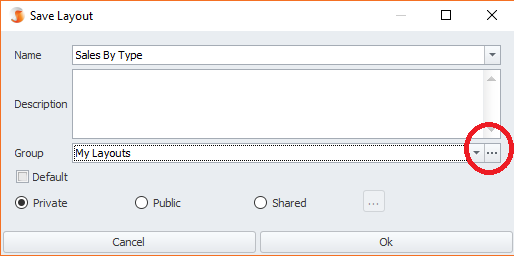 Save Layout
Name Sales By Type
Description
Group My Layouts ...
Default
Private Public Shared ...
Cancel Ok